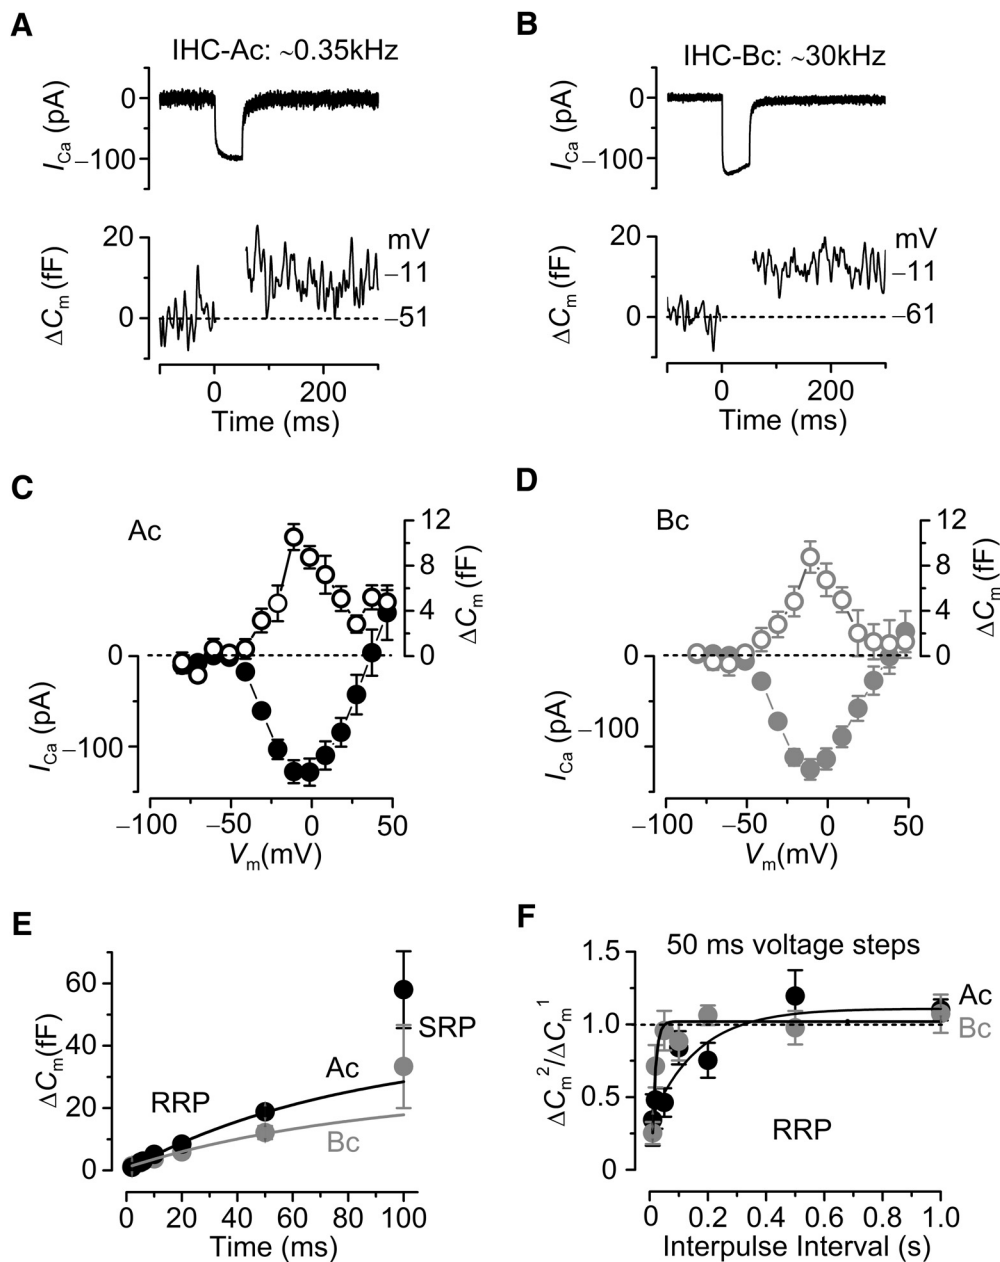 A
IHC-Ac: ~0.35kHz
I Ca (pA)
0
−100
ΔCm (fF)
20
0
mV
−11
−51
0 200
Time (ms)
B
IHC-Bc: ~30kHz
I Ca (pA)
0
−100
ΔCm (fF)
20
0
mV
−11
−61
0 200
Time (ms)
C
Ac
12
8
4
0
ΔCm (fF)
0
−100
I Ca (pA)
−100 −50 0 50
Vm(mV)
D
Bc
12
8
4
0
ΔCm (fF)
0
−100
I Ca (pA)
−100 −50 0 50
Vm(mV)
E
ΔCm(fF)
60
40
20
0
RRP
Ac
Bc
SRP
0 20 40 60 80 100
Time (ms)
F
50 ms voltage steps
ΔCm²/ΔCm¹
1.5
1.0
0.5
0
Ac
Bc
RRP
0 0.2 0.4 0.6 0.8 1.0
Interpulse Interval (s)